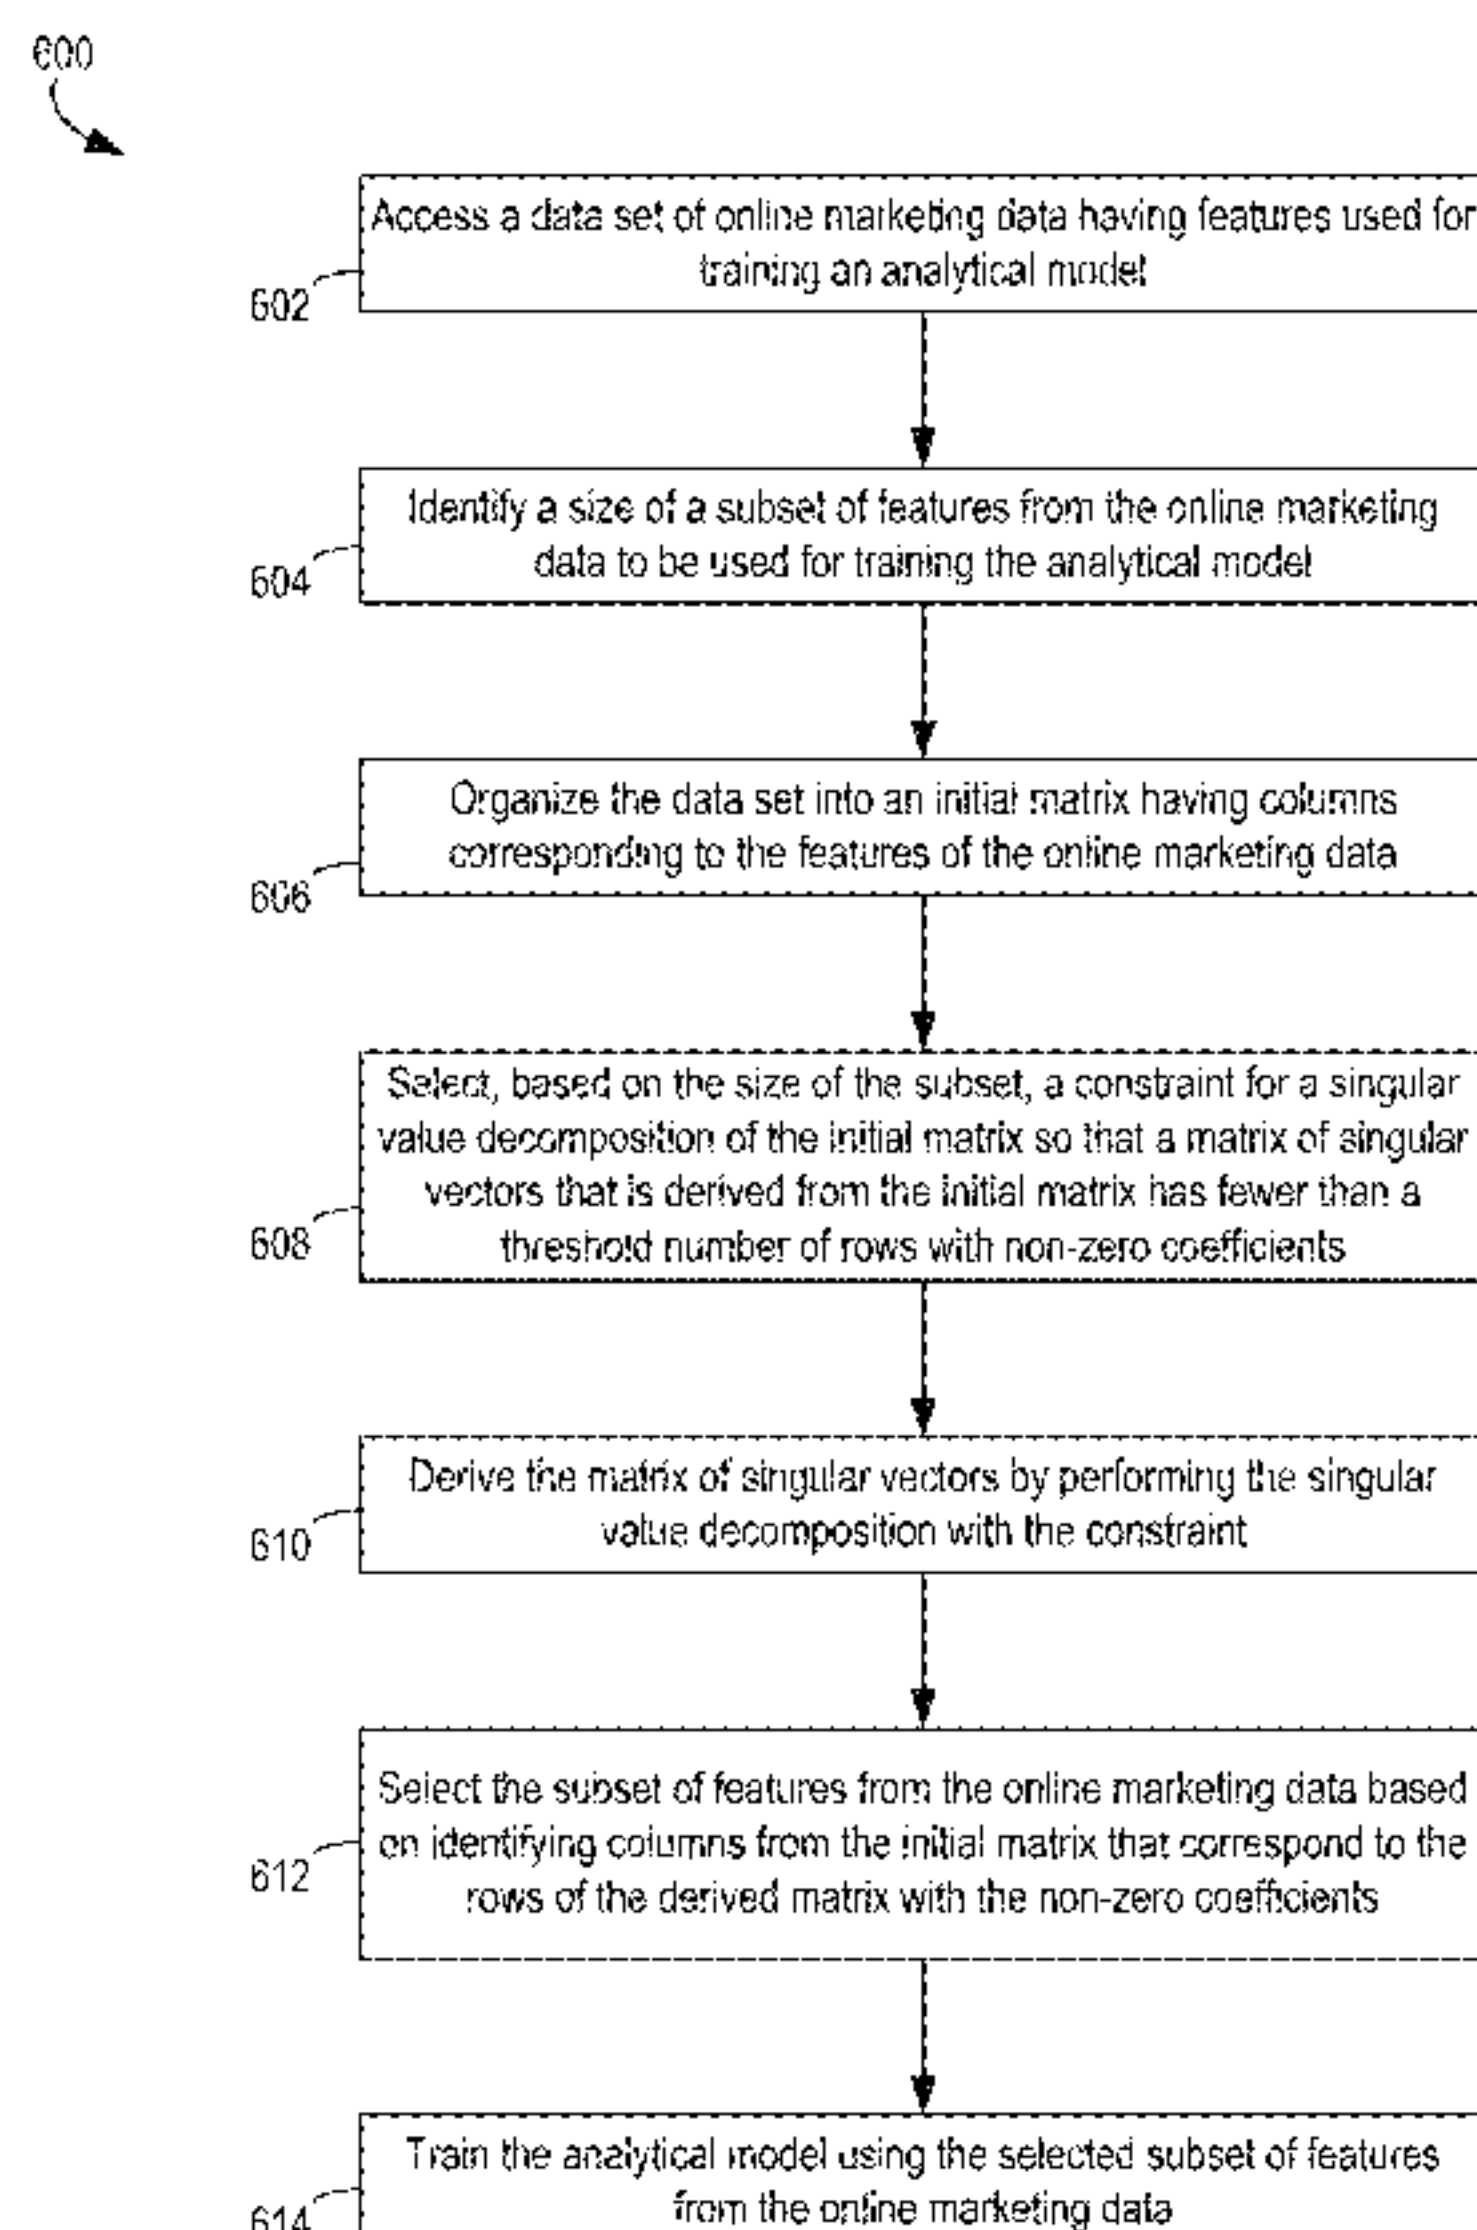 600
Access a data set of online marketing data having features used for
training an analytical model
602
Identify a size of a subset of features from the online marketing
data to be used for training the analytical model
604
Organize the data set into an initial matrix having columns
corresponding to the features of the online marketing data
606
Select, based on the size of the subset, a constraint for a singular
value decomposition of the initial matrix so that a matrix of singular
vectors that is derived from the initial matrix has fewer than a
threshold number of rows with non-zero coefficients
608
Derive the matrix of singular vectors by performing the singular
value decomposition with the constraint
610
Select the subset of features from the online marketing data based
on identifying columns from the initial matrix that correspond to the
rows of the derived matrix with the non-zero coefficients
612
Train the analytical model using the selected subset of features
from the online marketing data
614